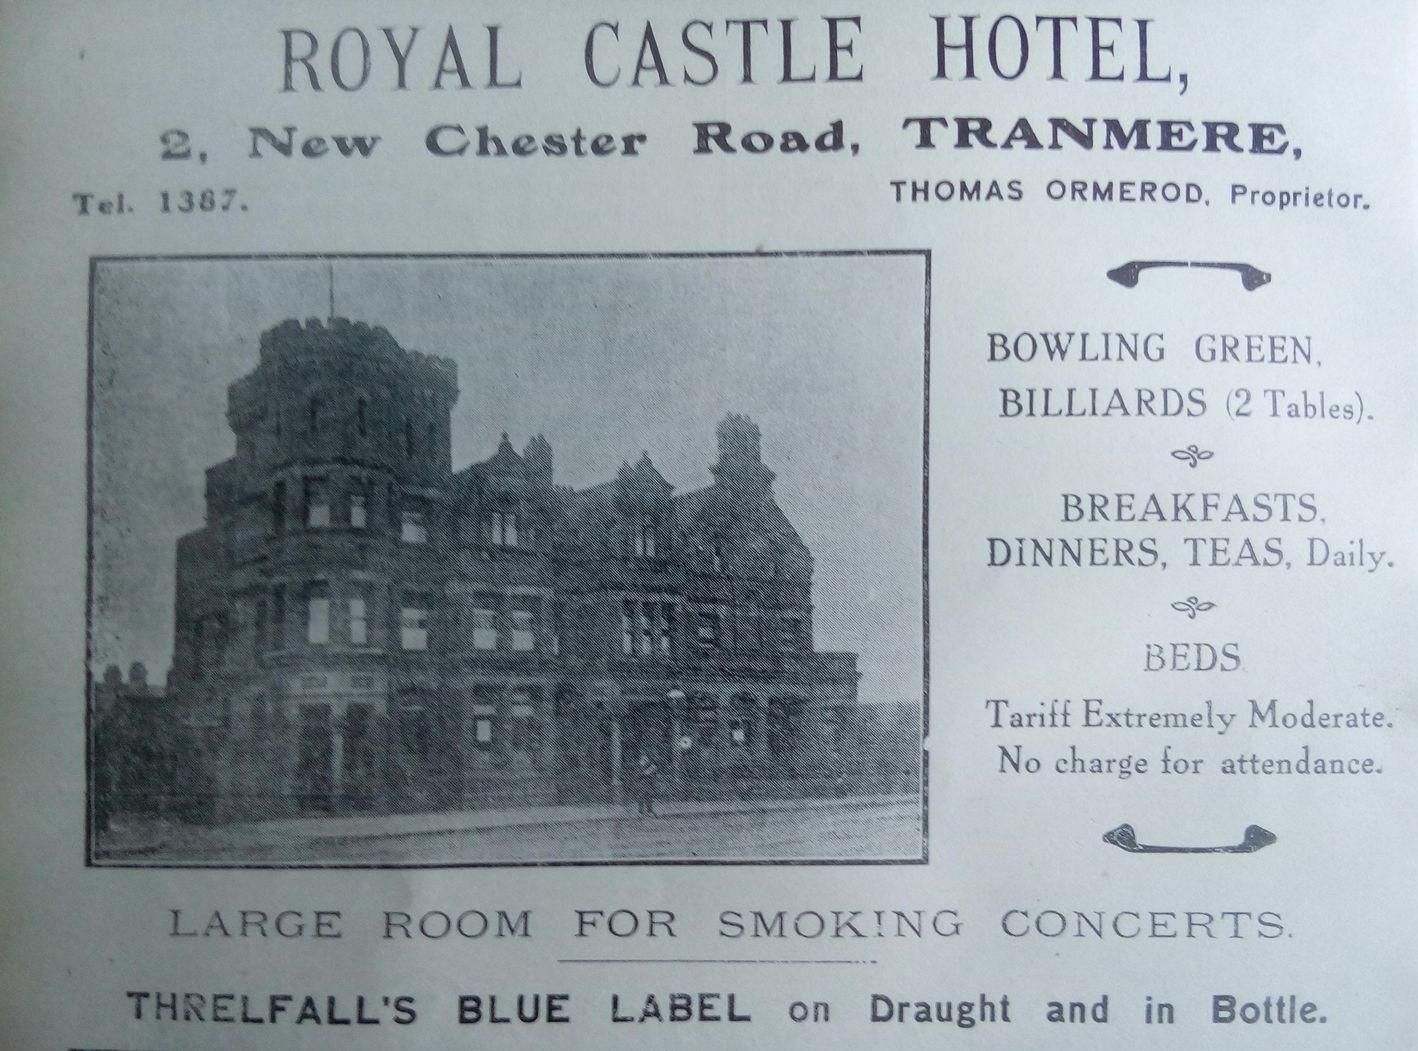 ROYAL CASTLE HOTEL,
2, New Chester Road, TRANMERE,
Tel. 1387.
THOMAS ORMEROD, Proprietor.
BOWLING GREEN,
BILLIARDS (2 Tables).
BREAKFASTS,
DINNERS, TEAS, Daily.
BEDS
Tariff Extremely Moderate.
No charge for attendance.
LARGE ROOM FOR SMOKING CONCERTS.
THRELFALL'S BLUE LABEL on Draught and in Bottle.